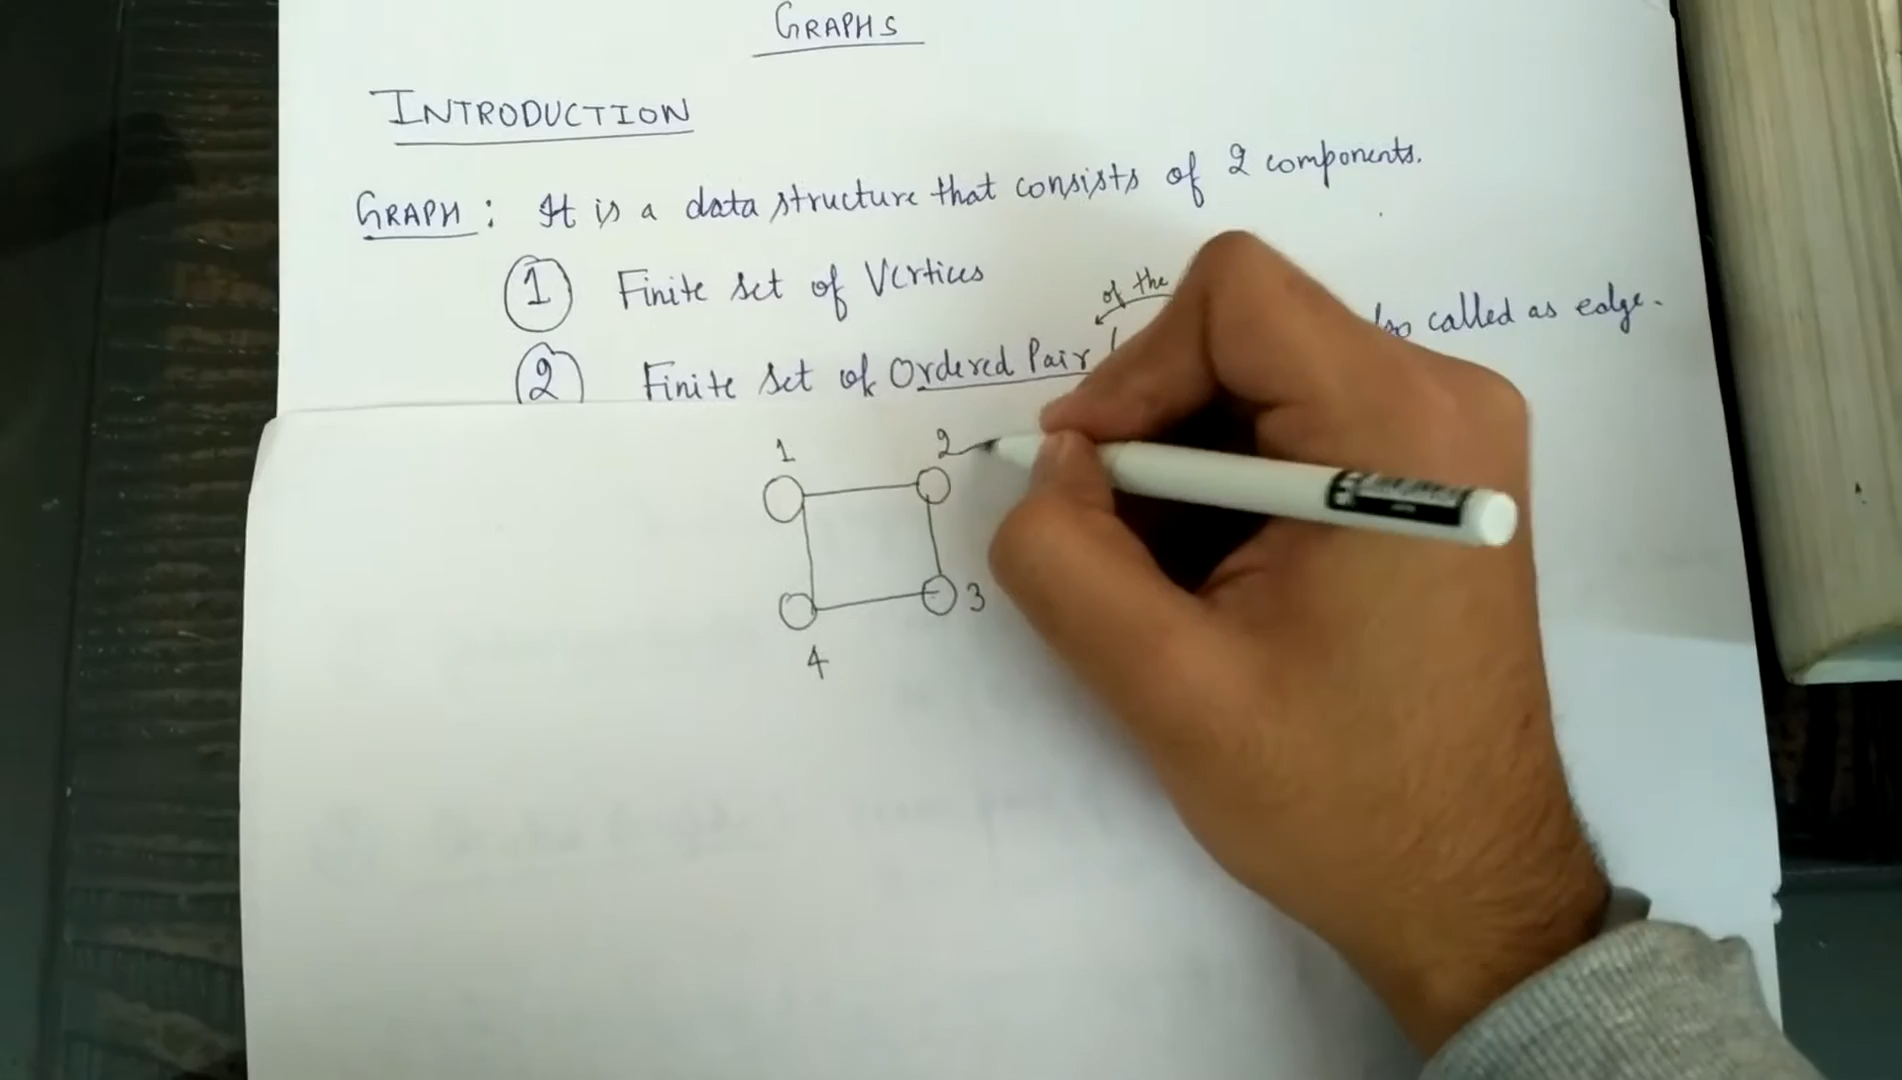 GRAPHS
INTRODUCTION
GRAPH : It is a data structure that consists of 2 components.
1 Finite set of Vertices
of the
2 Finite set of Ordered Pair ( called as edge.
1 2
3
4